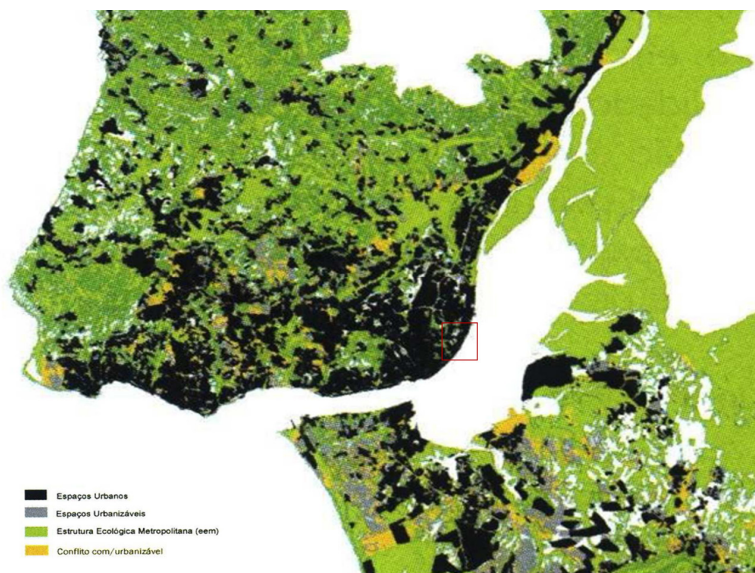 Espaços Urbanos
Espaços Urbanizáveis
Estrutura Ecológica Metropolitana (eem)
Conflito com/urbanizável